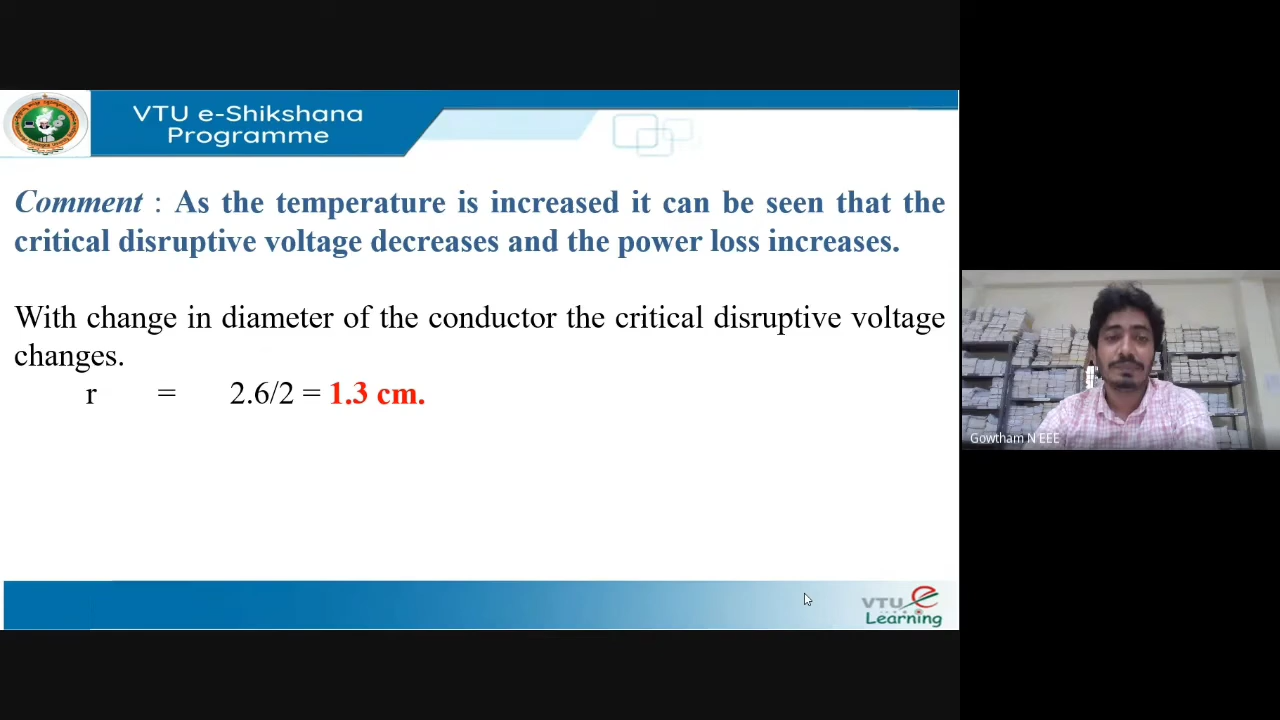 VTU e-Shikshana
Programme
Comment : As the temperature is increased it can be seen that the
critical disruptive voltage decreases and the power loss increases.
With change in diameter of the conductor the critical disruptive voltage
changes.
r = 2.6/2 = 1.3 cm.
Gowtham N EEE
VTU e
Learning